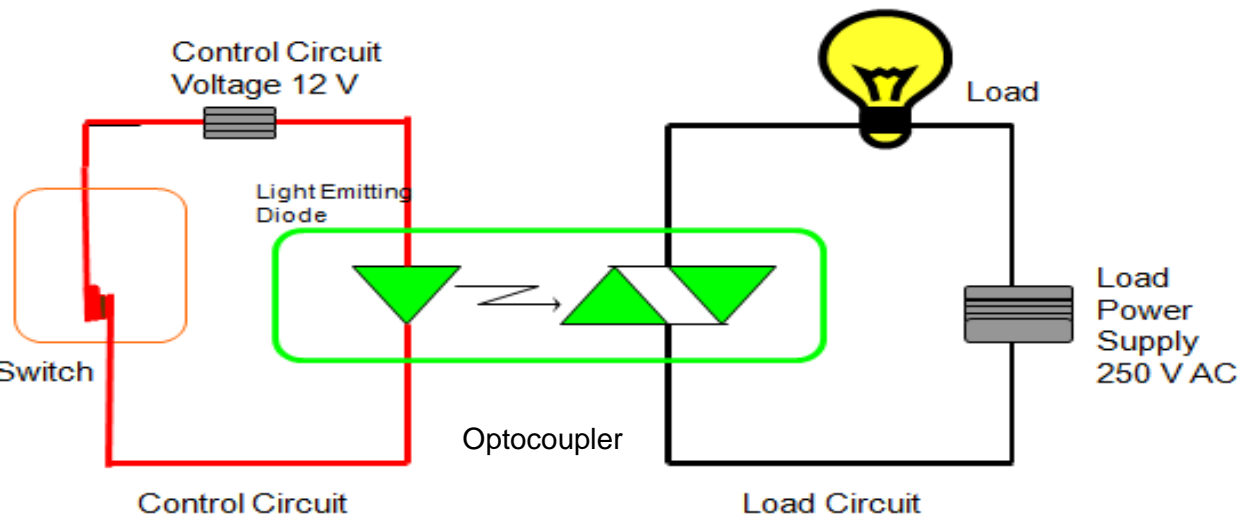 Control Circuit
Voltage 12 V
Load
Light Emitting
Diode
Load
Power
Supply
250 V AC
Switch
Optocoupler
Control Circuit
Load Circuit